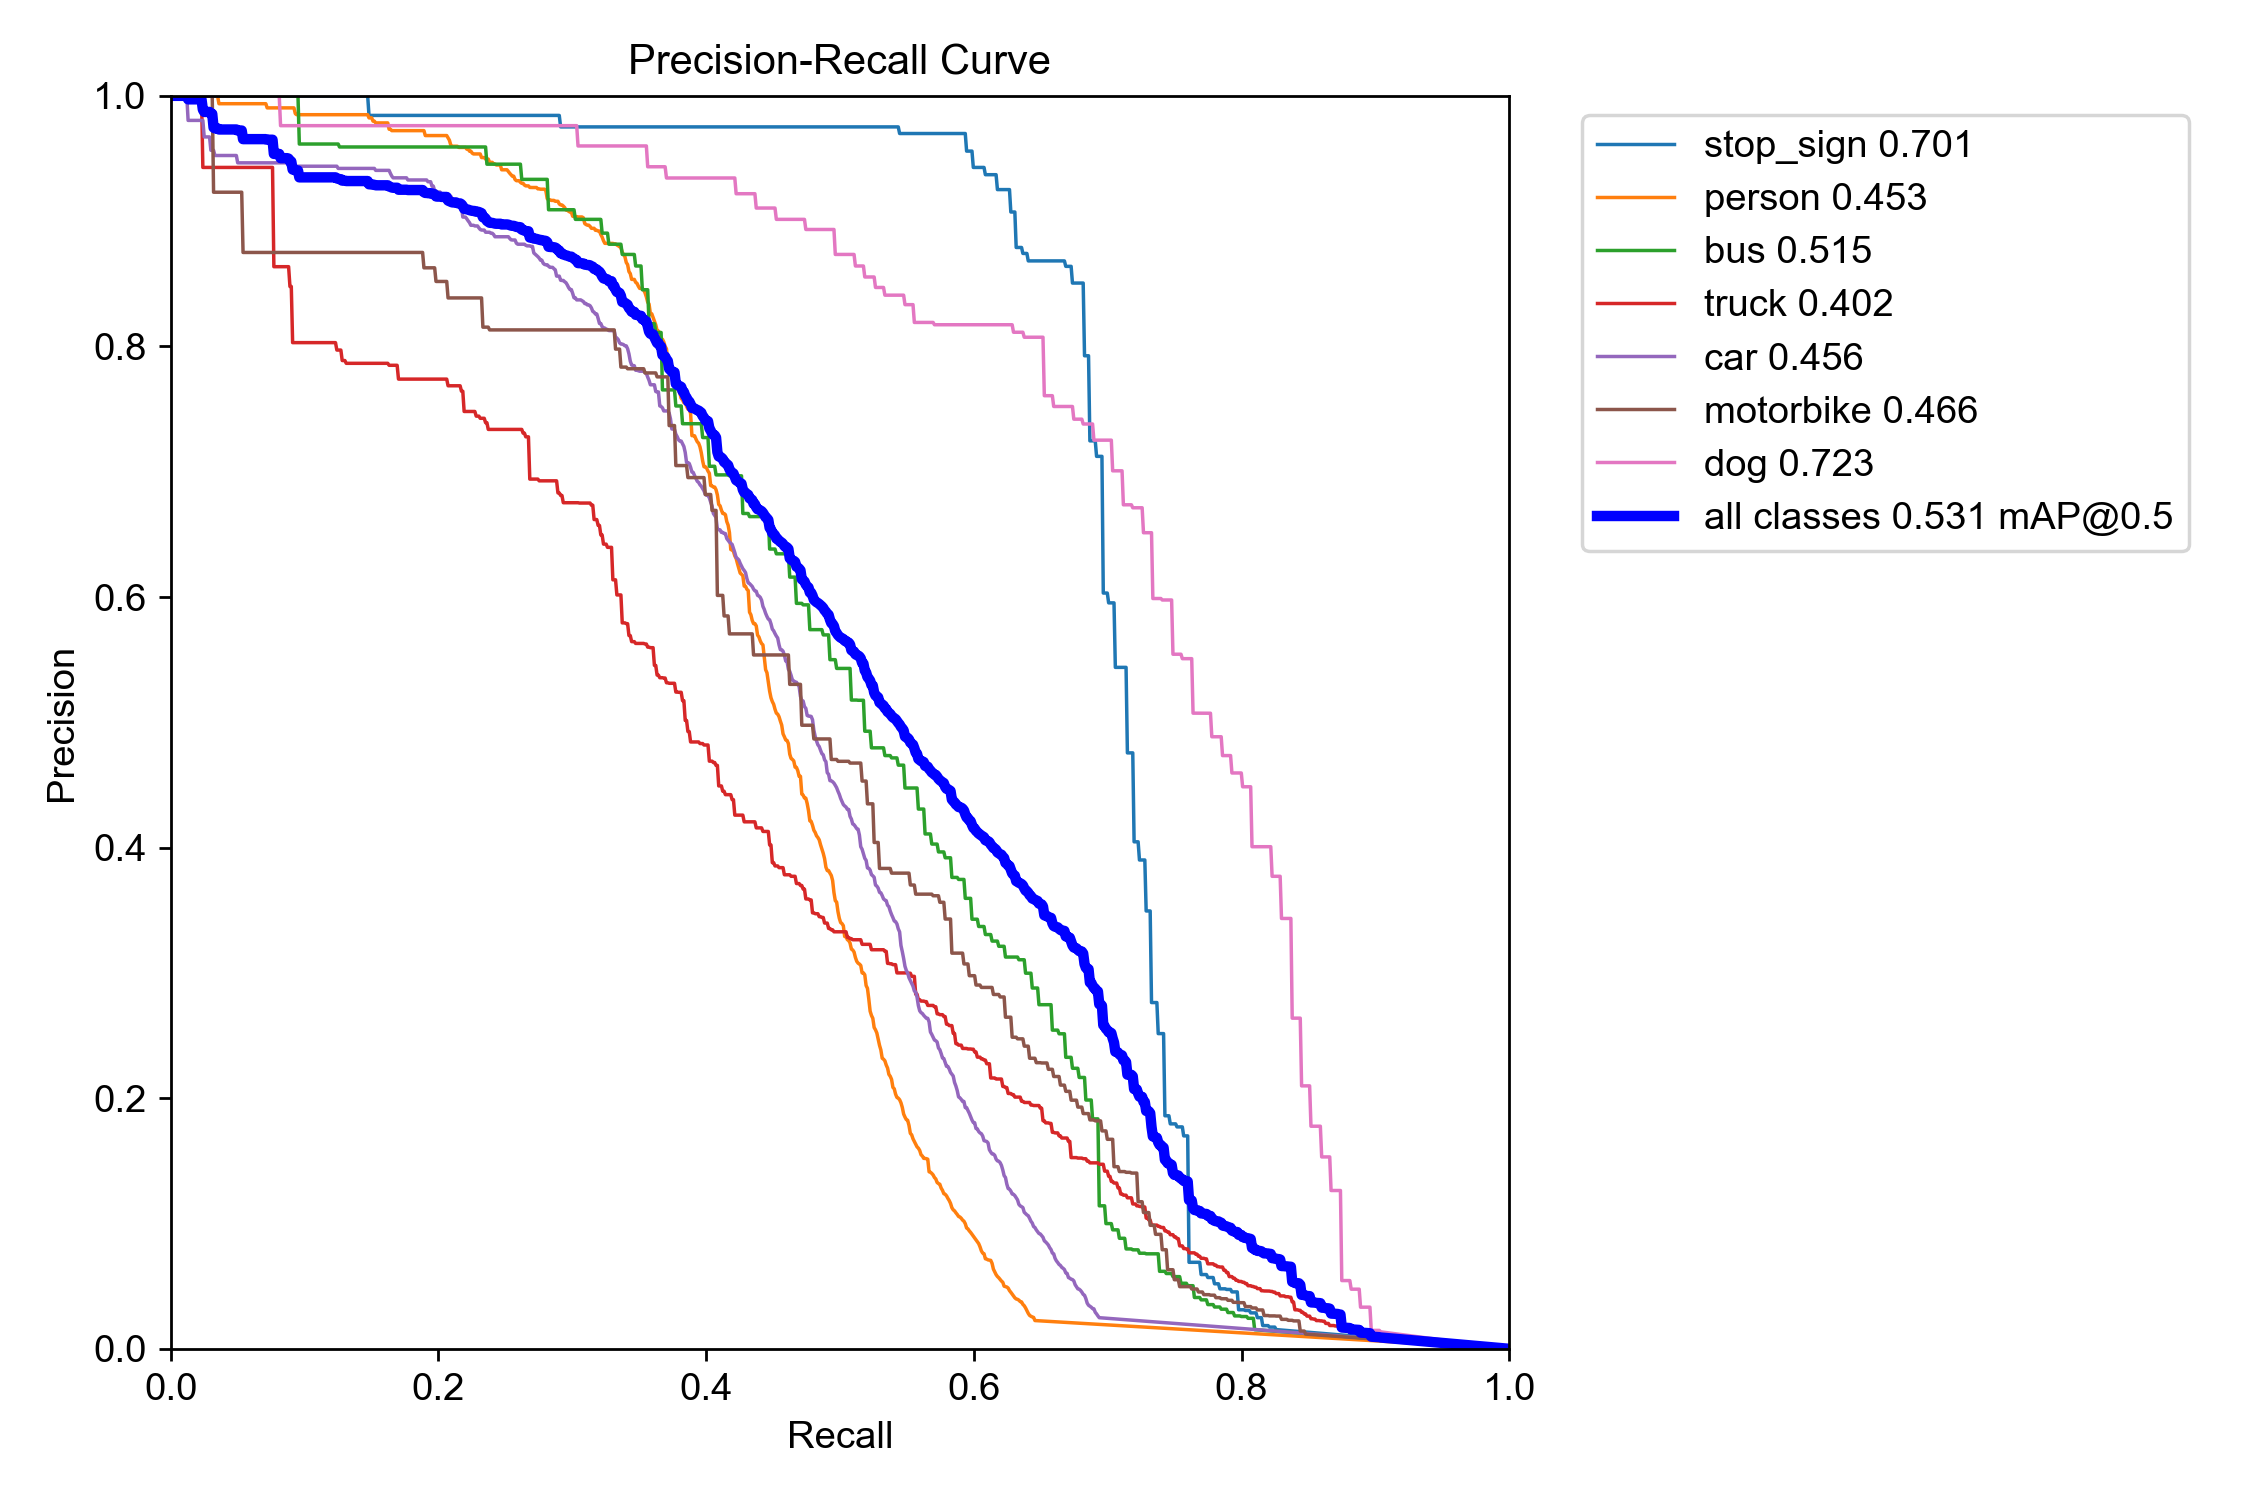 Precision-Recall Curve
1.0
0.8
0.6
0.4
0.2
0.0
Precision
0.0 0.2 0.4 0.6 0.8 1.0
Recall
stop_sign 0.701
person 0.453
bus 0.515
truck 0.402
car 0.456
motorbike 0.466
dog 0.723
all classes 0.531 mAP@0.5